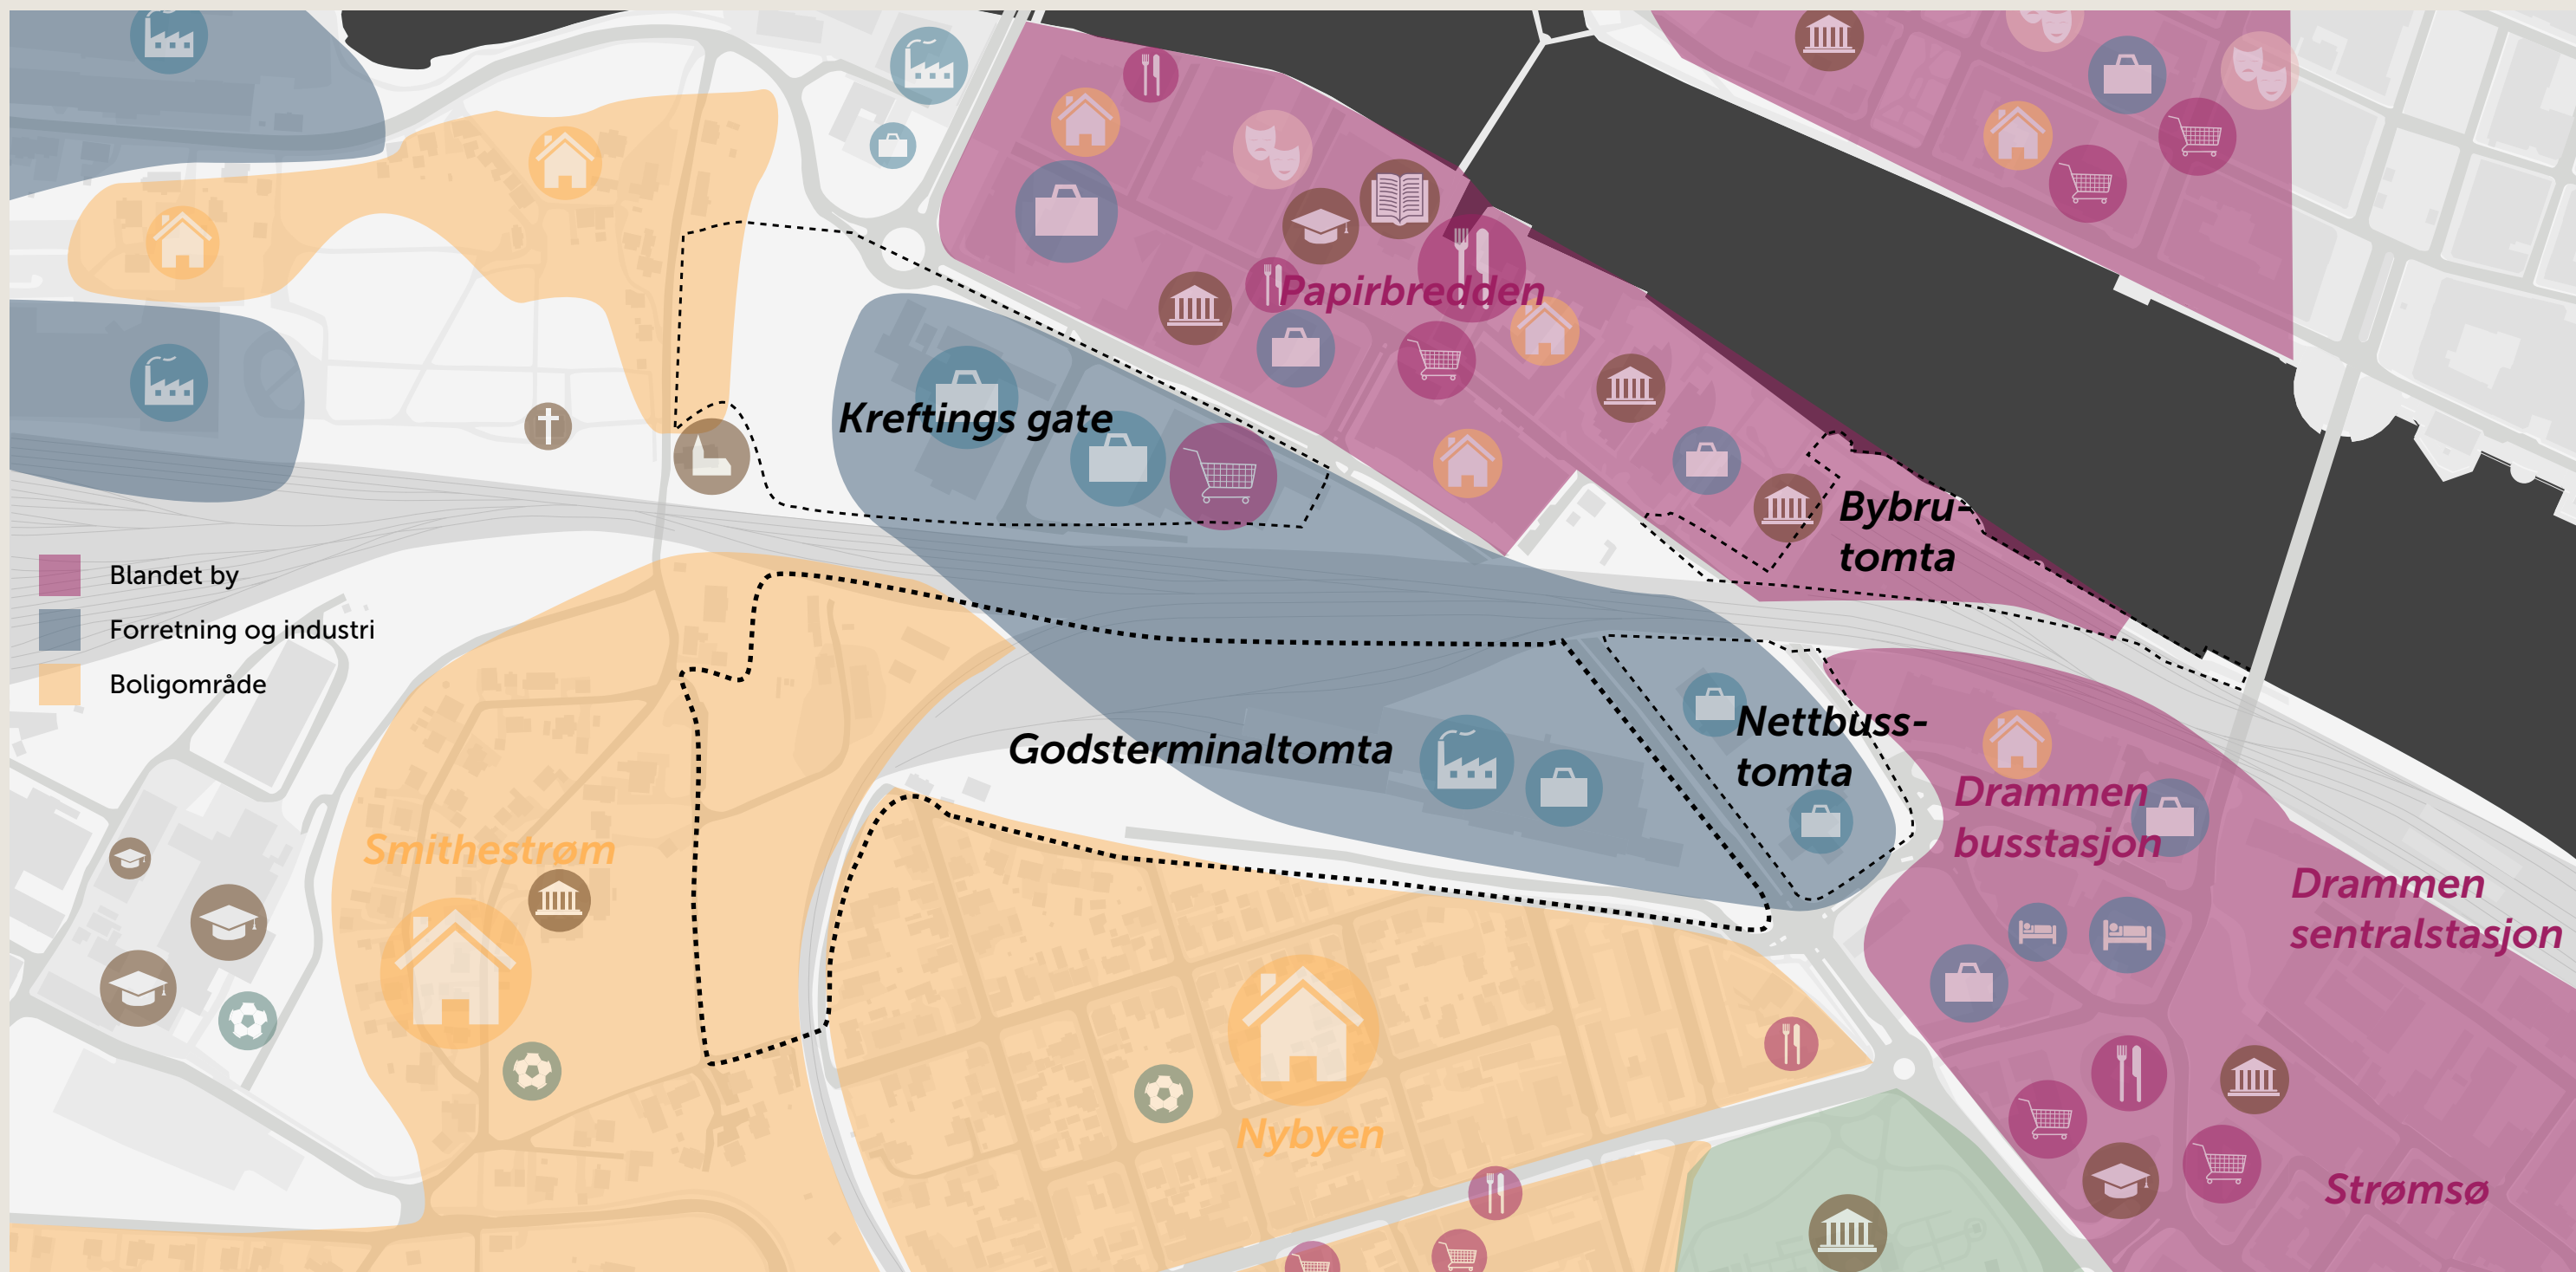 Papirbredden
Kreftings gate
Bybru-
tomta
Blandet by
Forretning og industri
Boligområde
Godsterminaltomta
Nettbuss-
tomta
Drammen
busstasjon
Smithestrøm
Drammen
sentralstasjon
Nybyen
Strømsø